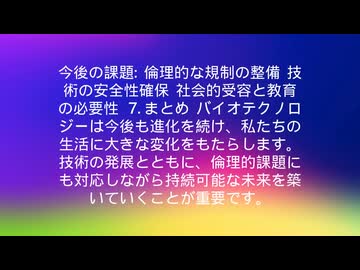 今後の課題: 倫理的な規制の整備 技
術の安全性確保 社会的受容と教育
の必要性 7. まとめ バイオテクノロ
ジーは今後も進化を続け、私たちの
生活に大きな変化をもたらします。
技術の発展とともに、倫理的課題に
も対応しながら持続可能な未来を築
いていくことが重要です。